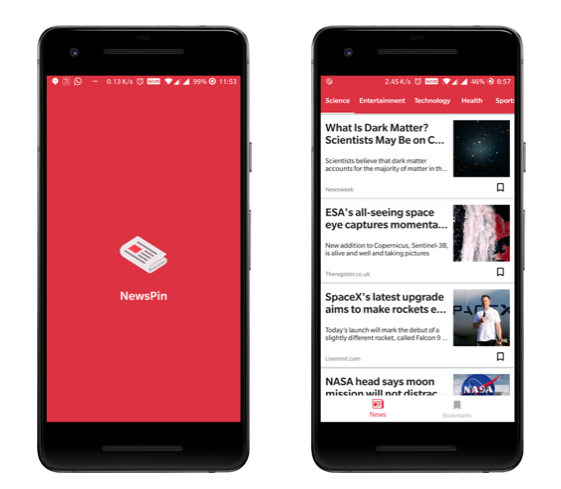 0.13 K/s 99% 11:53
NewsPin
2.45 K/s 46% 8:57
Science Entertainment Technology Health Sports
What Is Dark Matter?
Scientists May Be on C...
Scientists believe that dark matter
accounts for the majority of matter in th...
Newsweek
ESA's all-seeing space
eye captures momenta...
New addition to Copernicus, Sentinel-3B,
is alive and well and taking pictures
Theregister.co.uk
SpaceX's latest upgrade
aims to make rockets e...
Today's launch will mark the debut of a
slightly different rocket, called Falcon 9 ...
Livemint.com
NASA head says moon
mission will not distrac...
NASA
News Bookmarks